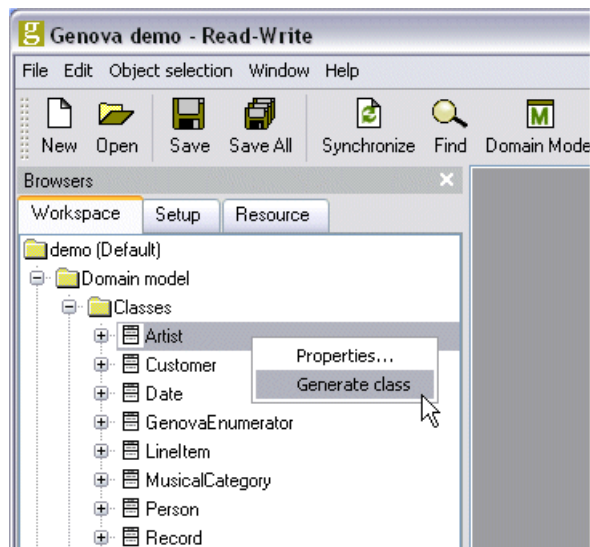 g Genova demo - Read-Write
File Edit Object selection Window Help
New Open Save Save All Synchronize Find Domain Mode
Browsers
Workspace Setup Resource
demo (Default)
Domain model
Classes
Artist
Properties...
Customer
Generate class
Date
GenovaEnumerator
LineItem
MusicalCategory
Person
Record